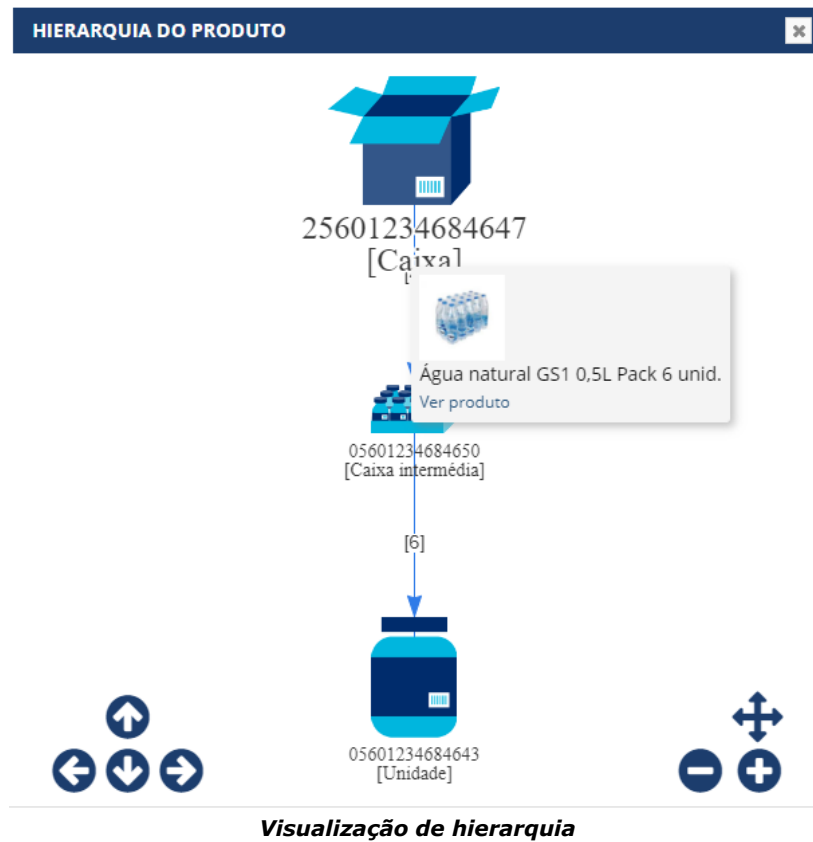 HIERARQUIA DO PRODUTO
25601234684647
[Caixa]
Água natural GS1 0,5L Pack 6 unid.
Ver produto
05601234684650
[Caixa intermédia]
[6]
05601234684643
[Unidade]
Visualização de hierarquia